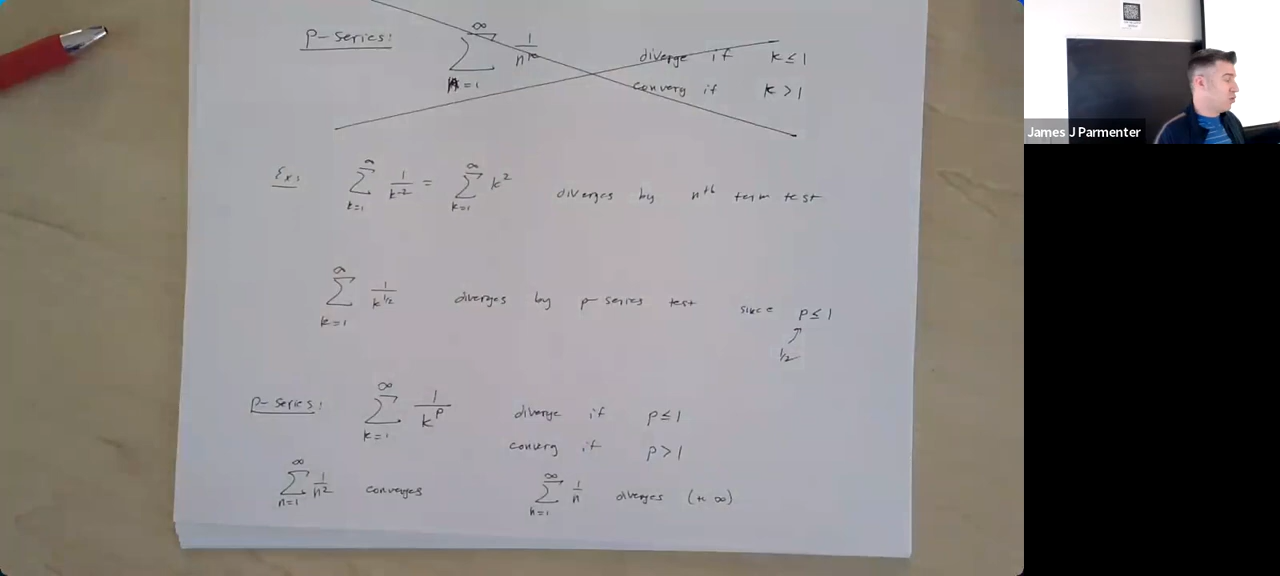 p-series: ∞ ∑ n=1 1/n^k diverge if k ≤ 1
converg if k > 1
Ex: ∞ ∑ k=1 1/k^-2 = ∞ ∑ k=1 k^2 diverges by nth term test
∞ ∑ k=1 1/k^1/2 diverges by p-series test since p ≤ 1
1/2
p-series: ∞ ∑ k=1 1/k^p diverge if p ≤ 1
converg if p > 1
∞ ∑ n=1 1/n^2 converges ∞ ∑ n=1 1/n diverges (to ∞)
James J Parmenter